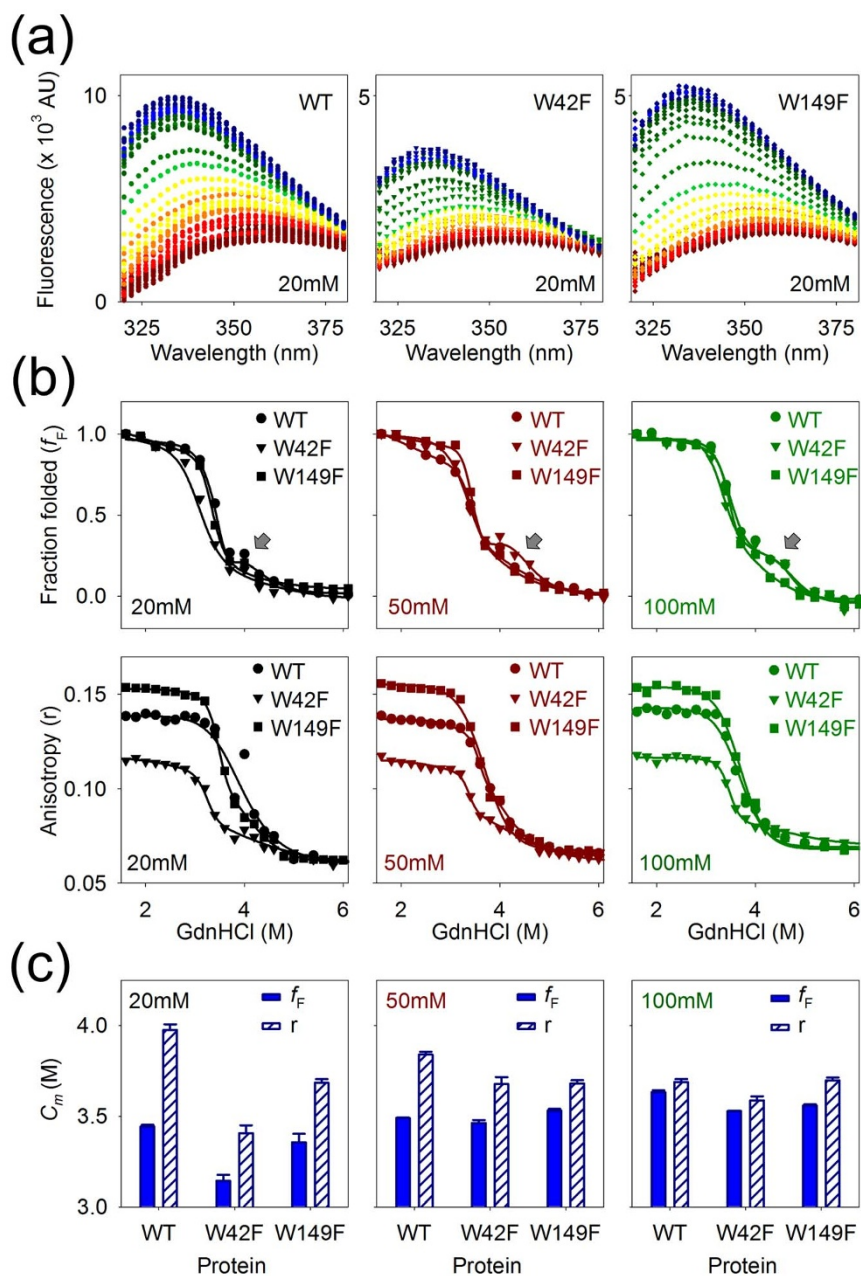 (a)
Fluorescence (x 10³ AU)
10
0
WT
20mM
325 350 375
Wavelength (nm)
5
W42F
20mM
325 350 375
Wavelength (nm)
5
W149F
20mM
325 350 375
Wavelength (nm)
(b)
Fraction folded (fF)
1.0
0.5
0.0
WT
W42F
W149F
20mM
WT
W42F
W149F
50mM
WT
W42F
W149F
100mM
Anisotropy (r)
0.15
0.10
0.05
WT
W42F
W149F
20mM
2 4 6
GdnHCl (M)
WT
W42F
W149F
50mM
2 4 6
GdnHCl (M)
WT
W42F
W149F
100mM
2 4 6
GdnHCl (M)
(c)
Cm (M)
4.0
3.5
3.0
20mM
fF
r
WT W42F W149F
Protein
50mM
fF
r
WT W42F W149F
Protein
100mM
fF
r
WT W42F W149F
Protein